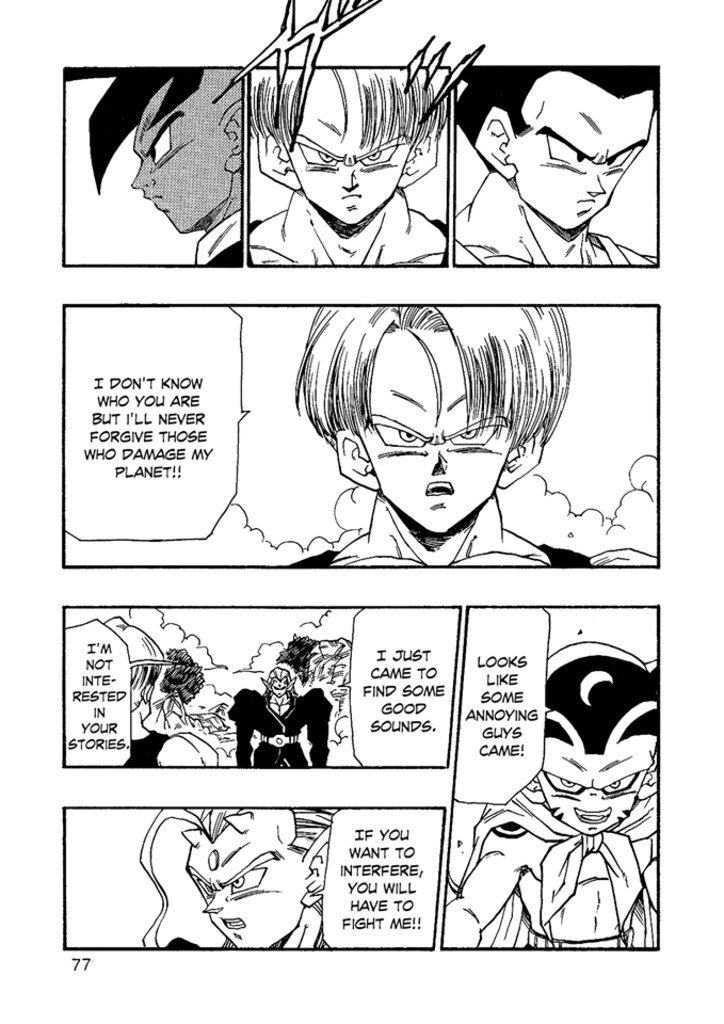 I DON'T KNOW
WHO YOU ARE
BUT I'LL NEVER
FORGIVE THOSE
WHO DAMAGE MY
PLANET!!
LOOKS
LIKE
SOME
ANNOYING
GUYS
CAME!
I JUST
CAME TO
FIND SOME
GOOD
SOUNDS.
I'M
NOT
INTE-
RESTED
IN
YOUR
STORIES.
IF YOU
WANT TO
INTERFERE,
YOU WILL
HAVE TO
FIGHT ME!!
77